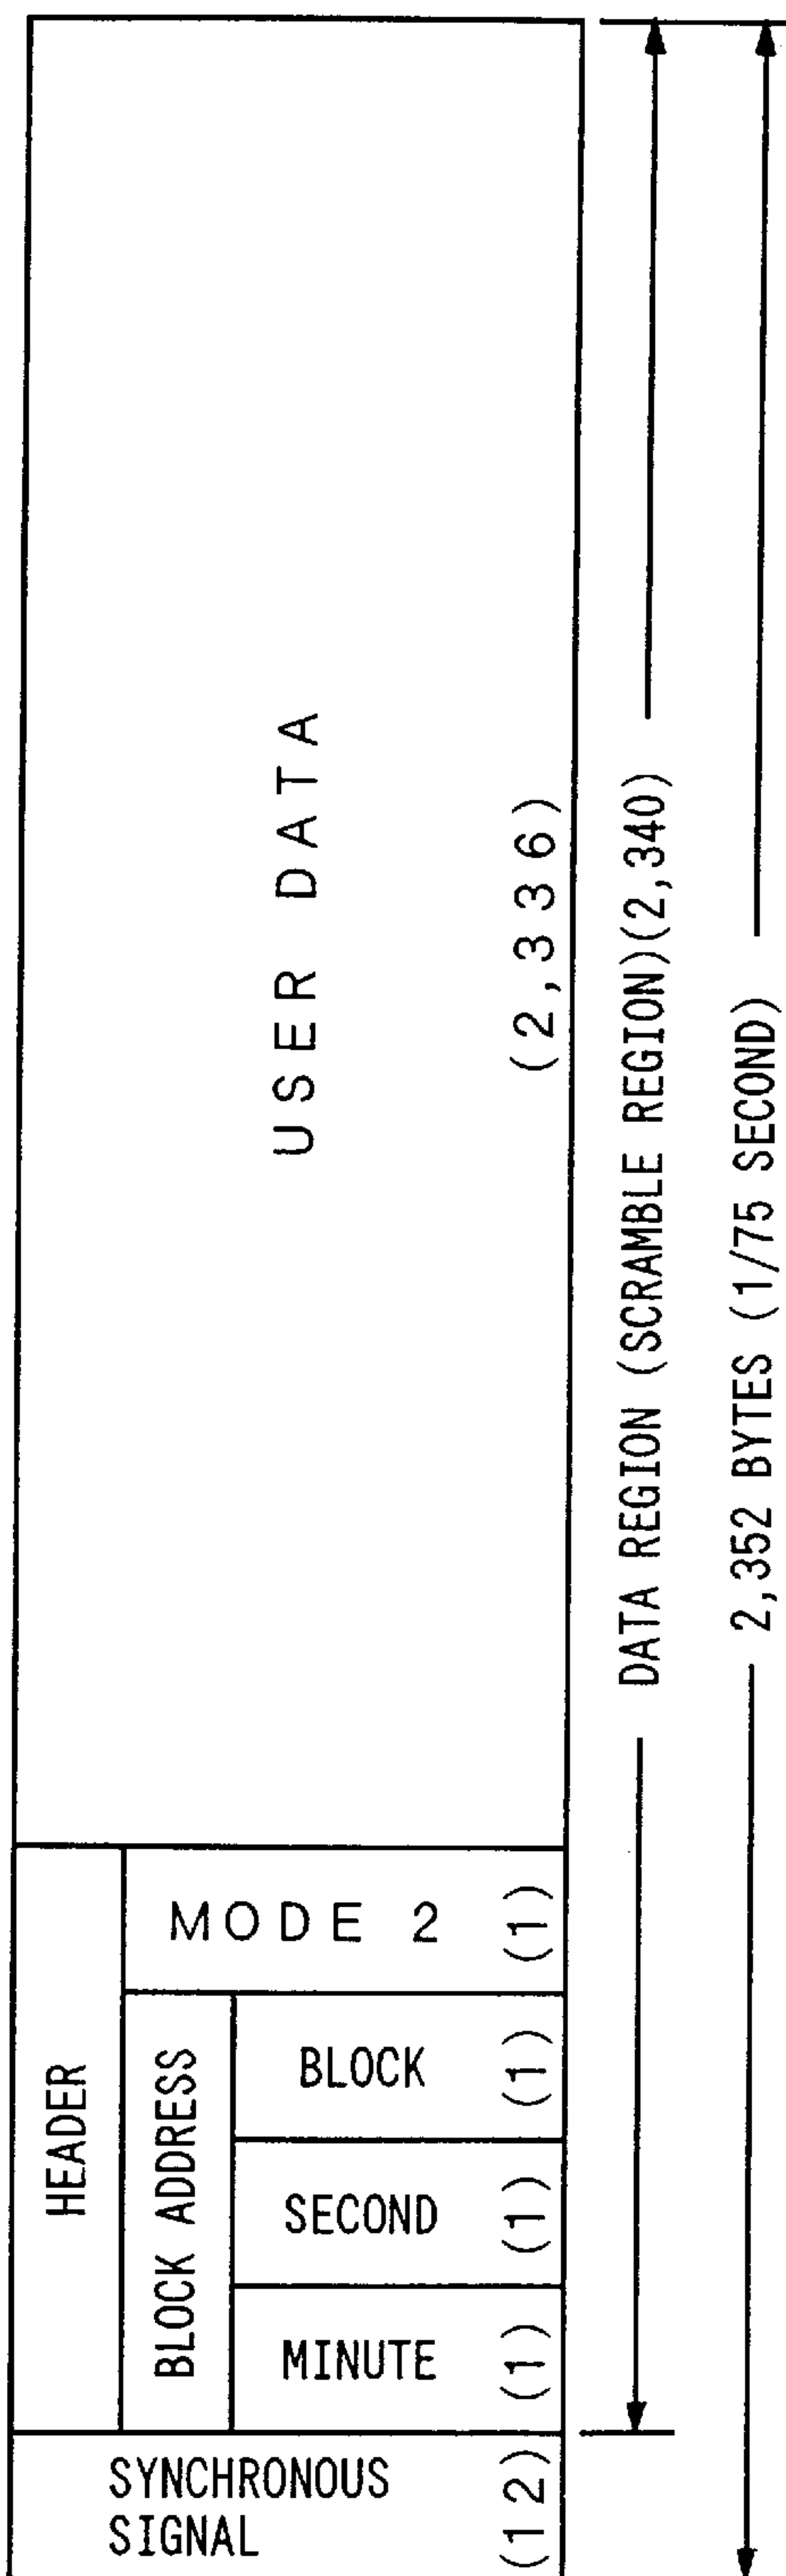 SYNCHRONOUS
SIGNAL
(12)
HEADER
BLOCK ADDRESS
MINUTE
(1)
SECOND
(1)
BLOCK
(1)
MODE 2
(1)
USER DATA
(2,336)
DATA REGION (SCRAMBLE REGION)(2,340)
2,352 BYTES (1/75 SECOND)